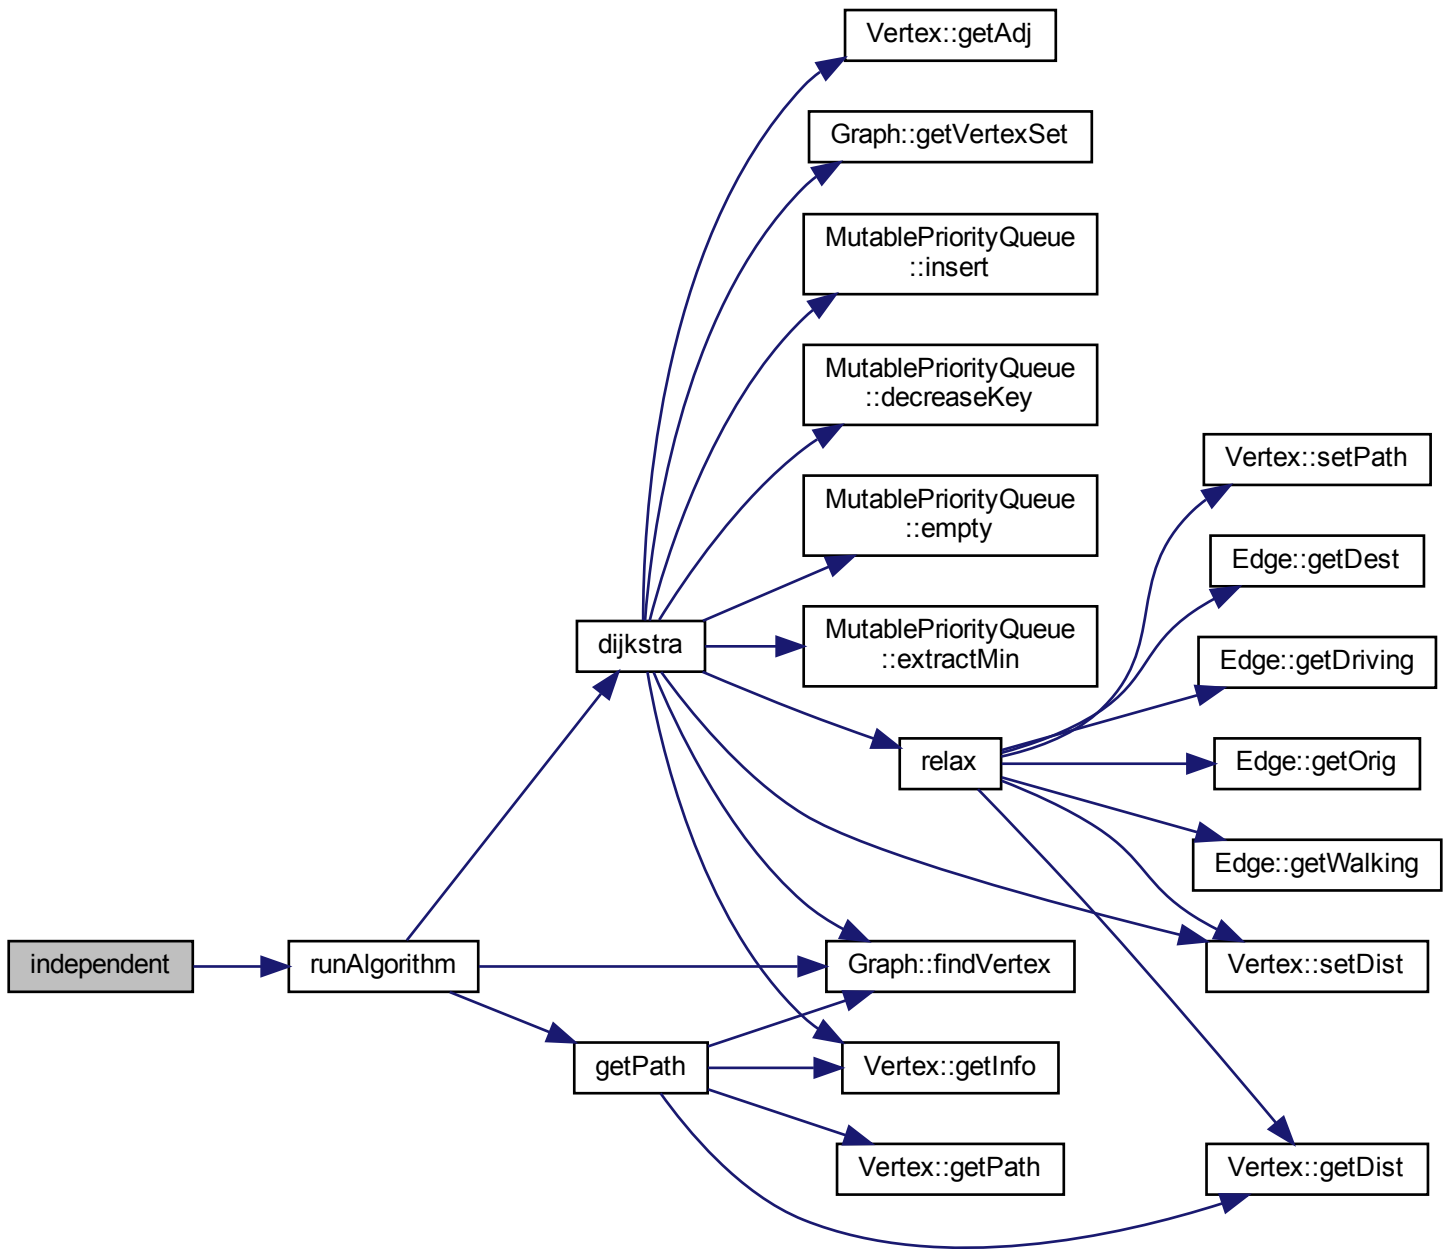 Vertex::getAdj
Graph::getVertexSet
MutablePriorityQueue
::insert
MutablePriorityQueue
::decreaseKey
Vertex::setPath
MutablePriorityQueue
::empty
Edge::getDest
dijkstra
MutablePriorityQueue
::extractMin
Edge::getDriving
relax
Edge::getOrig
Edge::getWalking
independent
runAlgorithm
Graph::findVertex
Vertex::setDist
getPath
Vertex::getInfo
Vertex::getPath
Vertex::getDist